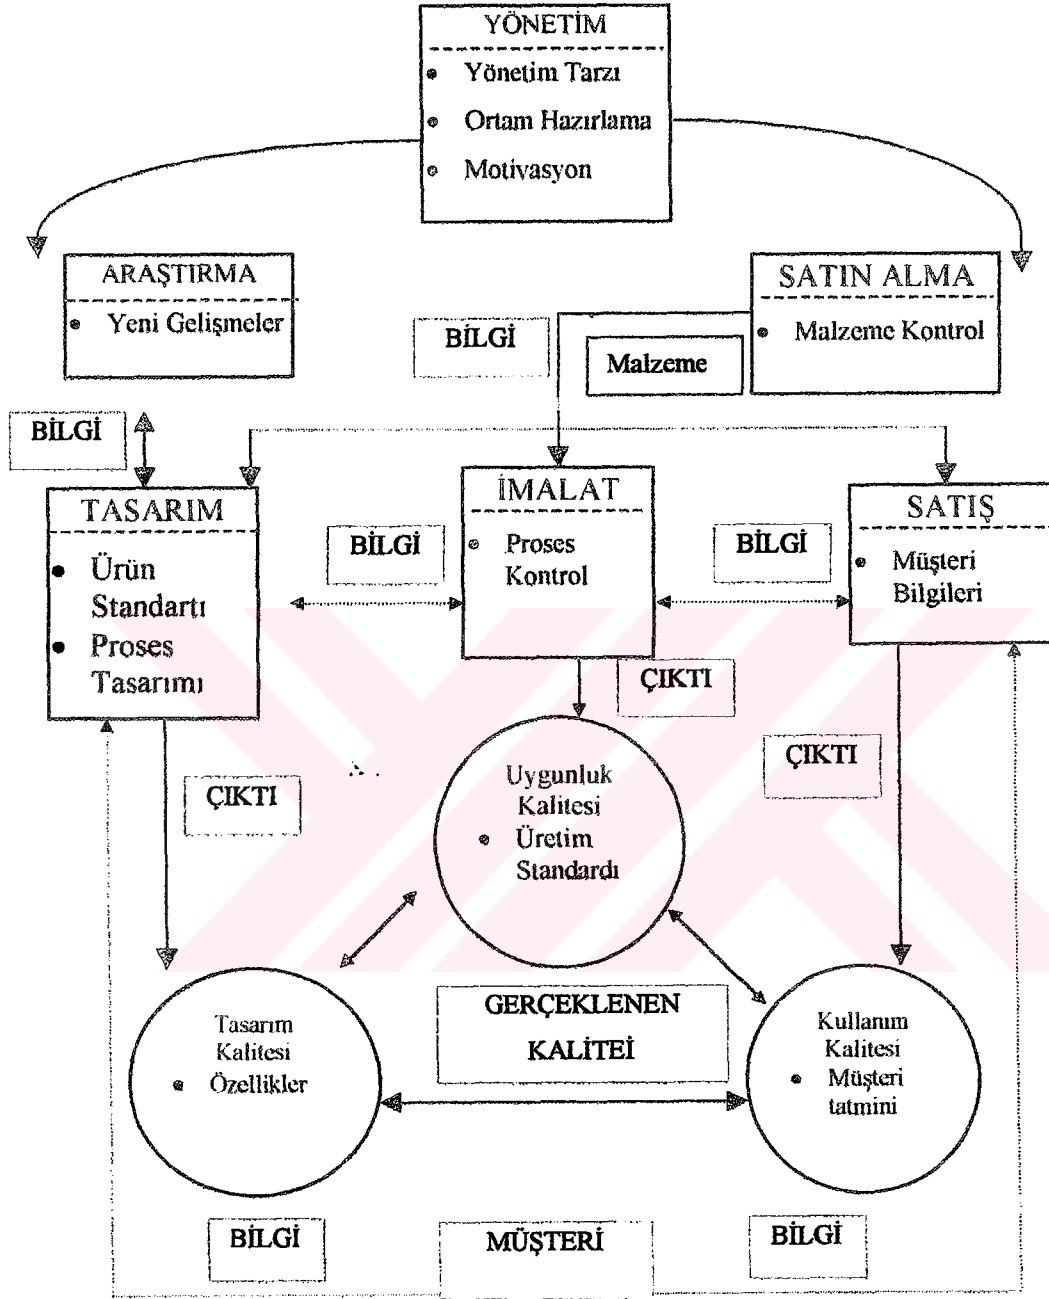 YÖNETİM
Yönetim Tarzı
Ortam Hazırlama
Motivasyon
ARAŞTIRMA
Yeni Gelişmeler
SATIN ALMA
Malzeme Kontrol
BİLGİ
Malzeme
BİLGİ
TASARIM
Ürün
Standartı
Proses
Tasarımı
BİLGİ
İMALAT
Proses
Kontrol
BİLGİ
SATIŞ
Müşteri
Bilgileri
ÇIKTI
ÇIKTI
ÇIKTI
Uygunluk
Kalitesi
Üretim
Standardı
Tasarım
Kalitesi
Özellikler
GERÇEKLENEN
KALİTEİ
Kullanım
Kalitesi
Müşteri
tatmini
BİLGİ
MÜŞTERİ
BİLGİ